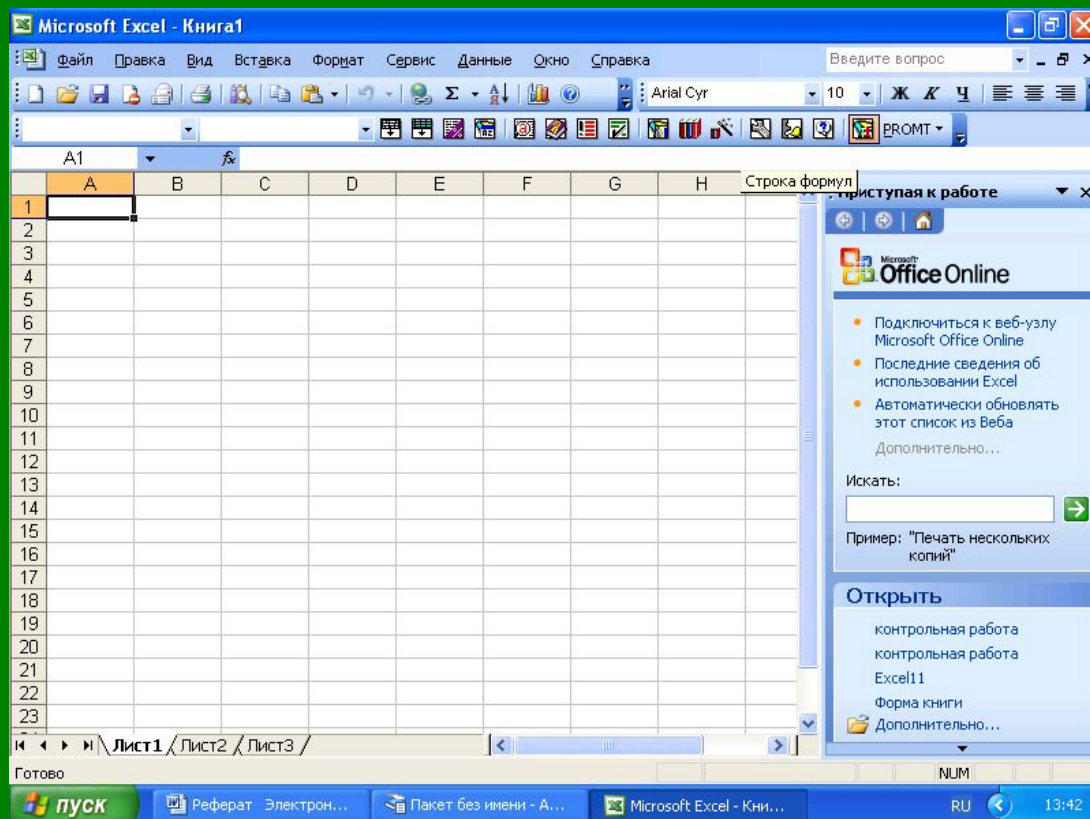 Microsoft Excel - Книга1
Файл Правка Вид Вставка Формат Сервис Данные Окно Справка Введите вопрос
Arial Cyr 10 Ж К Ч
PROMT
A1 fx
Строка формул
A B C D E F G H
Приступая к работе
1
2
3
4
5
6
7
8
9
10
11
12
13
14
15
16
17
18
19
20
21
22
23
Microsoft
Office Online
Подключиться к веб-узлу
Microsoft Office Online
Последние сведения об
использовании Excel
Автоматически обновлять
этот список из Веба
Дополнительно...
Искать:
Пример: "Печать нескольких
копий"
Открыть
контрольная работа
контрольная работа
Excel11
Форма книги
Дополнительно...
Лист1 Лист2 Лист3
Готово NUM
пуск Реферат Электрон... Пакет без имени - А... Microsoft Excel - Кни... RU 13:42